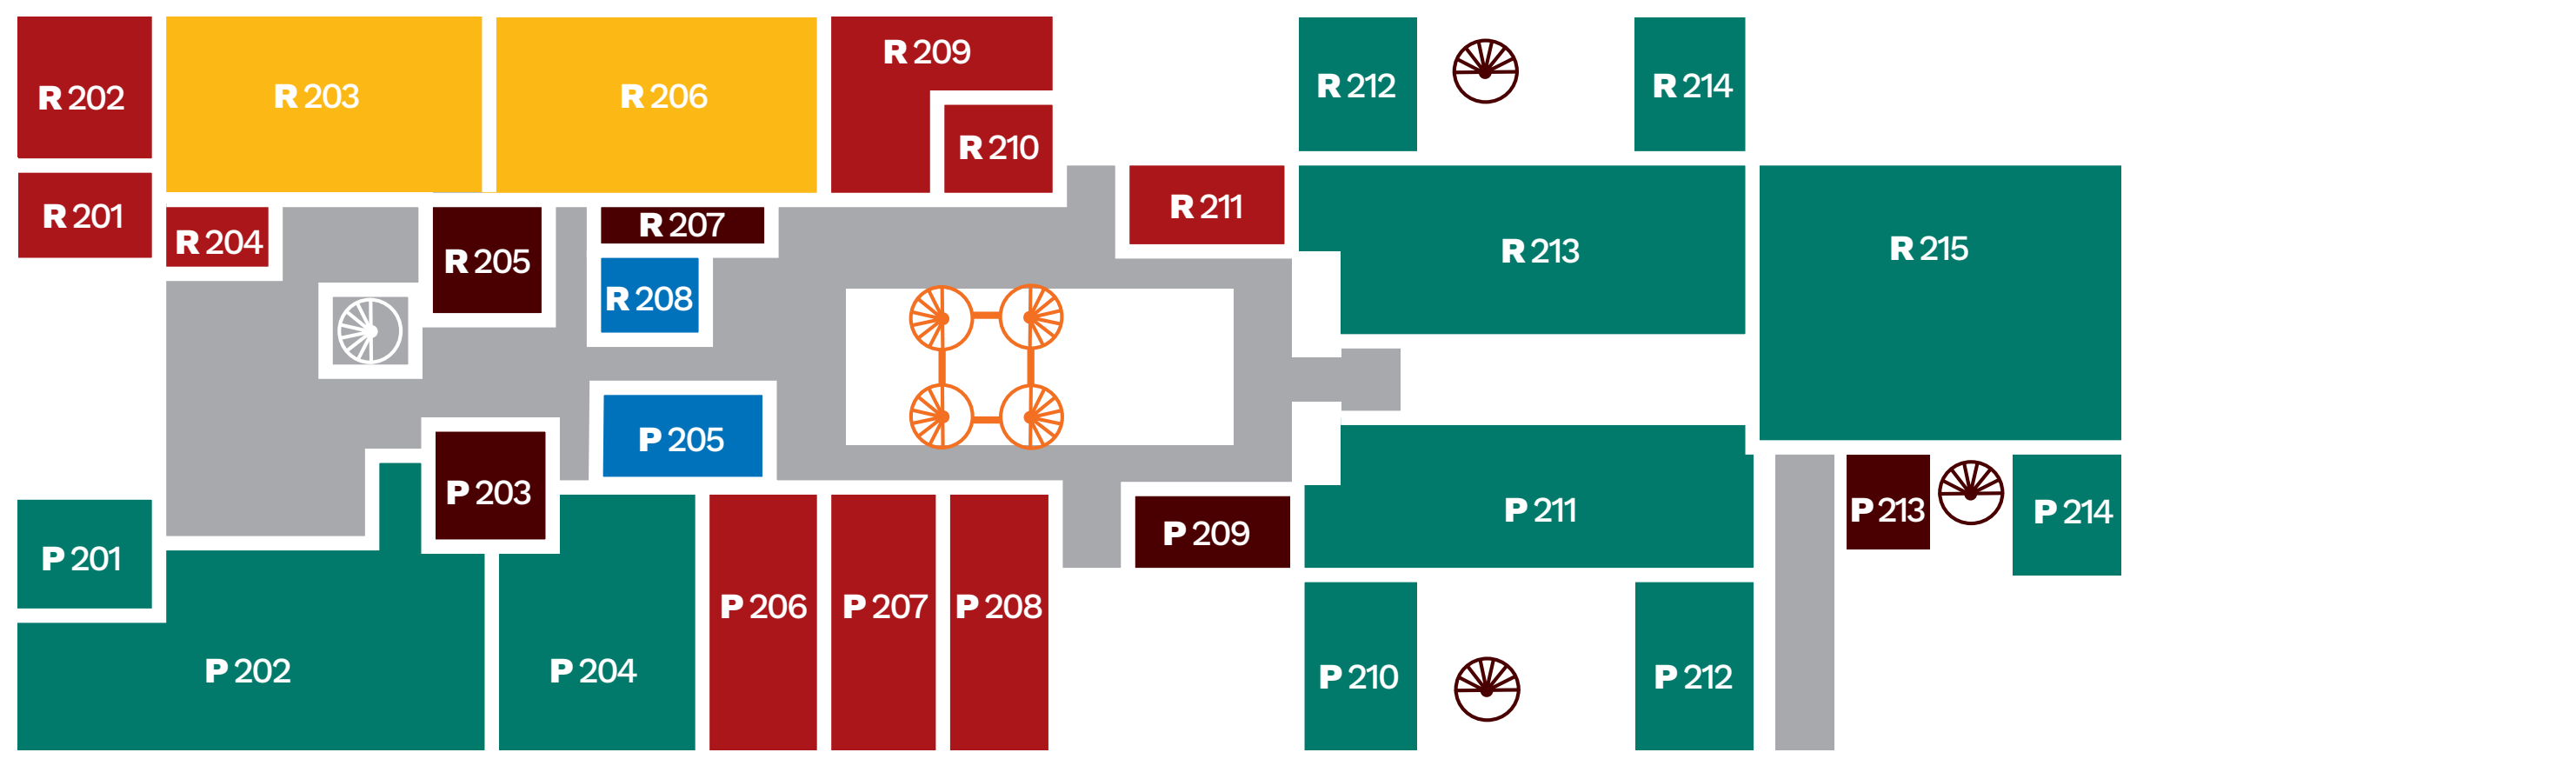 R 202
R 203
R 206
R 209
R 210
R 212
R 214
R 201
R 204
R 205
R 207
R 208
R 211
R 213
R 215
P 205
P 203
P 201
P 202
P 204
P 206
P 207
P 208
P 209
P 211
P 213
P 214
P 210
P 212